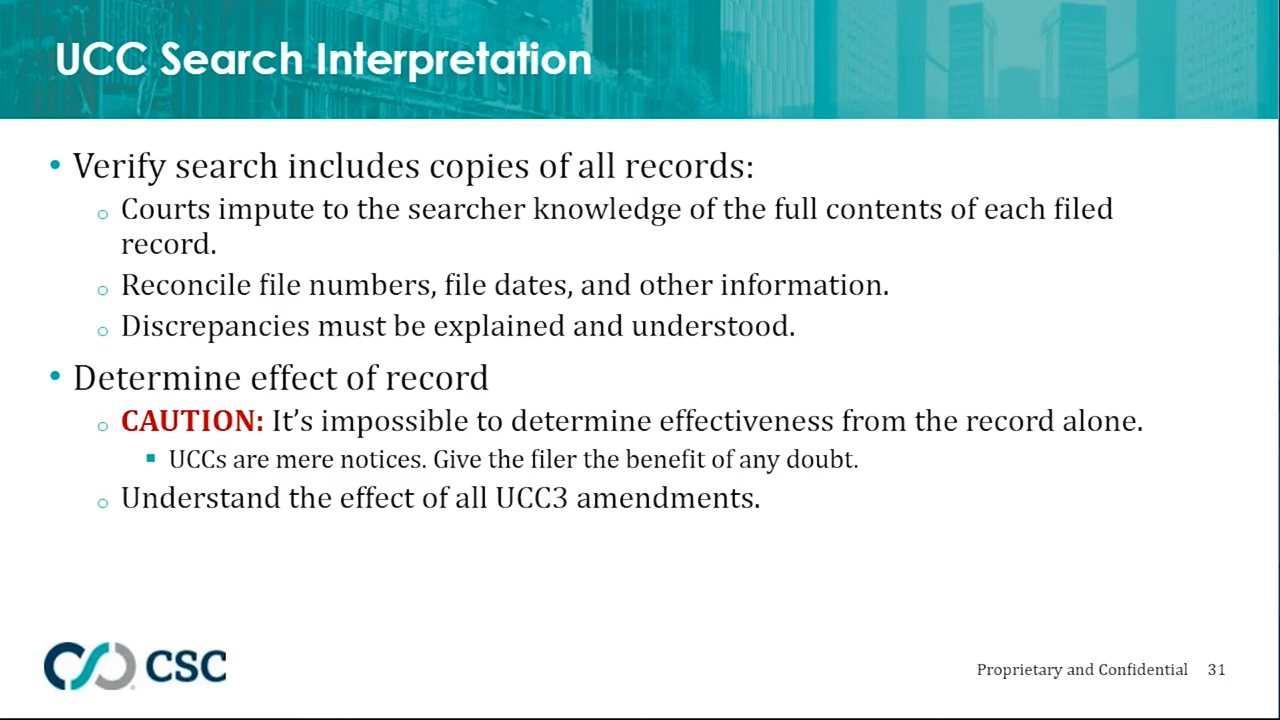 UCC Search Interpretation
• Verify search includes copies of all records:
o Courts impute to the searcher knowledge of the full contents of each filed
record.
o Reconcile file numbers, file dates, and other information.
o Discrepancies must be explained and understood.
• Determine effect of record
o CAUTION: It’s impossible to determine effectiveness from the record alone.
▪ UCCs are mere notices. Give the filer the benefit of any doubt.
o Understand the effect of all UCC3 amendments.
CSC
Proprietary and Confidential 31